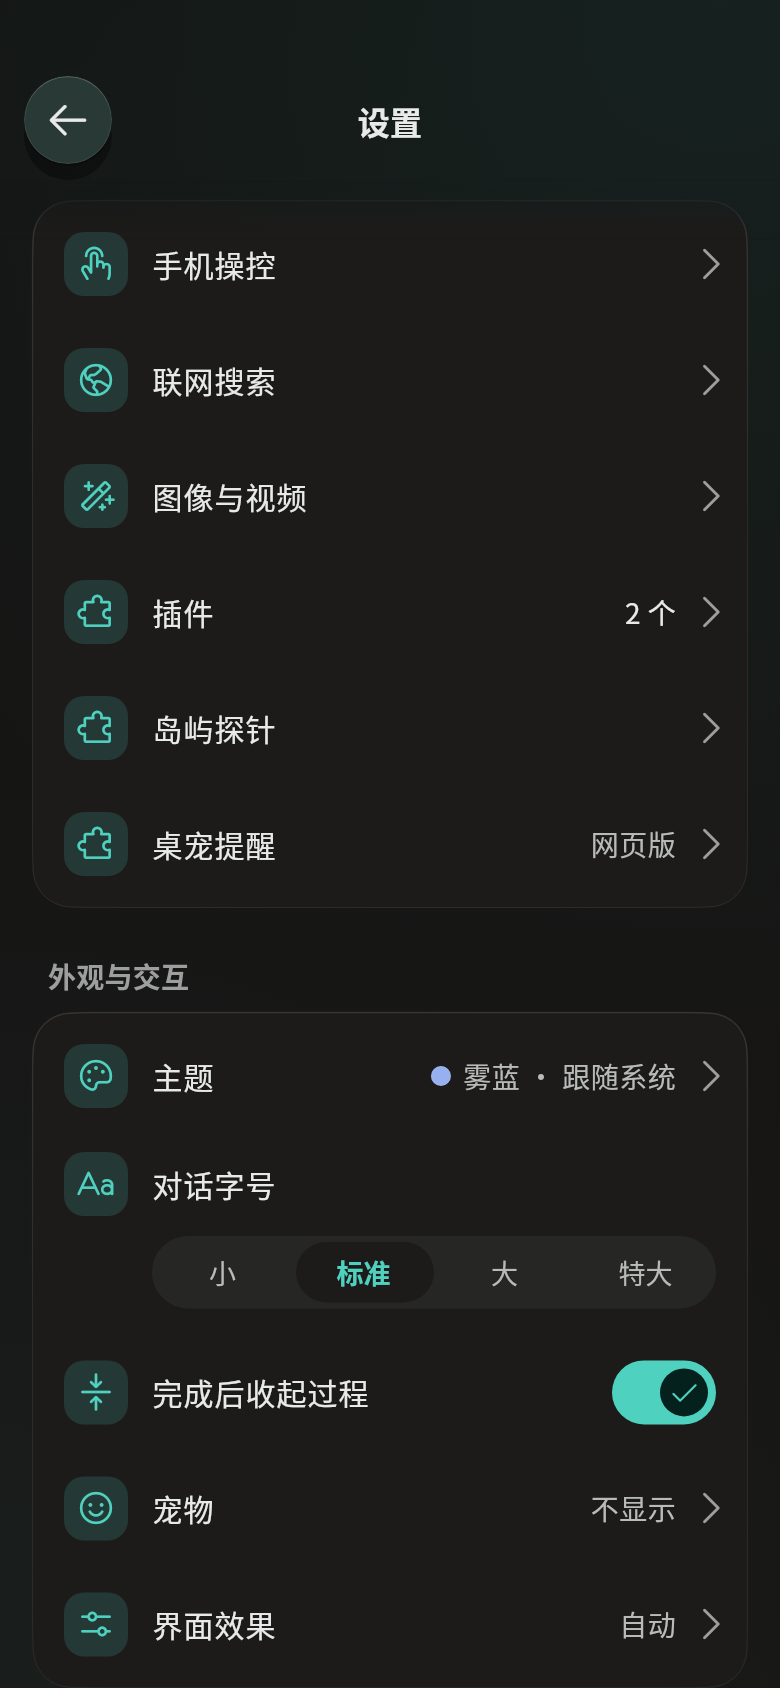 设置
手机操控
联网搜索
图像与视频
插件 2 个
岛屿探针
桌宠提醒 网页版
外观与交互
主题 雾蓝 · 跟随系统
Aa 对话字号
小 标准 大 特大
完成后收起过程
宠物 不显示
界面效果 自动